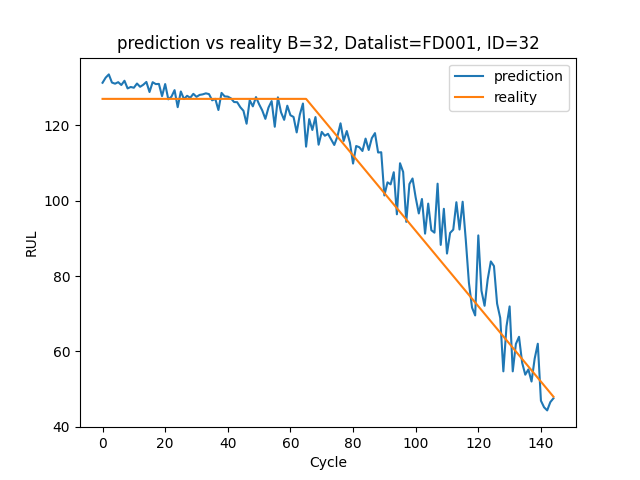 prediction vs reality B=32, Datalist=FD001, ID=32
prediction
reality
RUL
120
100
80
60
40
0 20 40 60 80 100 120 140
Cycle